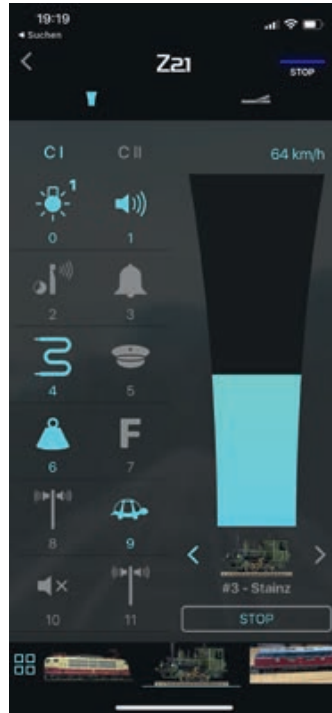 19:19
Suchen
Z21
STOP
C I
C II
64 km/h
1
0
1
2
3
4
5
6
F
7
8
9
10
11
#3 - Stainz
STOP